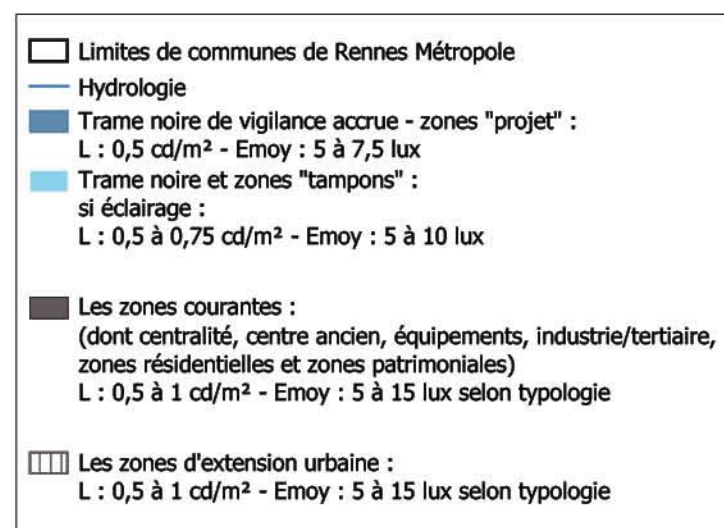 Limites de communes de Rennes Métropole
Hydrologie
Trame noire de vigilance accrue - zones "projet" :
L : 0,5 cd/m² - Emoy : 5 à 7,5 lux
Trame noire et zones "tampons" :
si éclairage :
L : 0,5 à 0,75 cd/m² - Emoy : 5 à 10 lux
Les zones courantes :
(dont centralité, centre ancien, équipements, industrie/tertiaire,
zones résidentielles et zones patrimoniales)
L : 0,5 à 1 cd/m² - Emoy : 5 à 15 lux selon typologie
Les zones d'extension urbaine :
L : 0,5 à 1 cd/m² - Emoy : 5 à 15 lux selon typologie